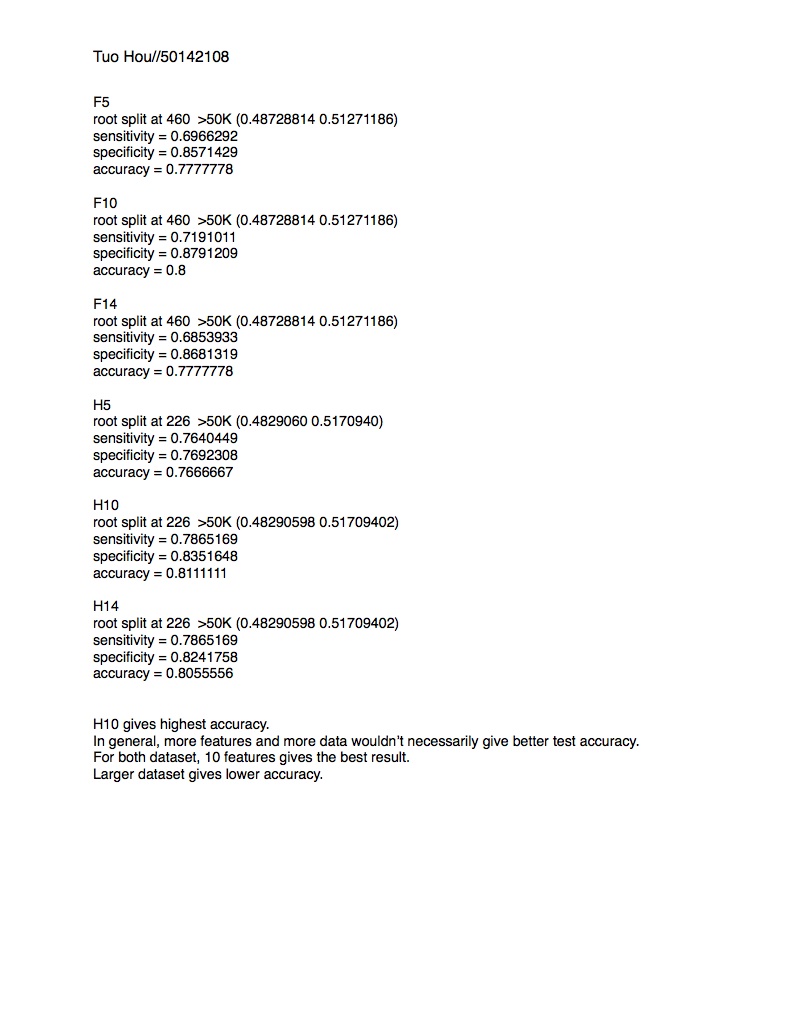 Tuo Hou//50142108
F5
root split at 460  >50K (0.48728814 0.51271186)
sensitivity = 0.6966292
specificity = 0.8571429
accuracy = 0.7777778
F10
root split at 460  >50K (0.48728814 0.51271186)
sensitivity = 0.7191011
specificity = 0.8791209
accuracy = 0.8
F14
root split at 460  >50K (0.48728814 0.51271186)
sensitivity = 0.6853933
specificity = 0.8681319
accuracy = 0.7777778
H5
root split at 226  >50K (0.4829060 0.5170940)
sensitivity = 0.7640449
specificity = 0.7692308
accuracy = 0.7666667
H10
root split at 226  >50K (0.48290598 0.51709402)
sensitivity = 0.7865169
specificity = 0.8351648
accuracy = 0.8111111
H14
root split at 226  >50K (0.48290598 0.51709402)
sensitivity = 0.7865169
specificity = 0.8241758
accuracy = 0.8055556
H10 gives highest accuracy.
In general, more features and more data wouldn’t necessarily give better test accuracy.
For both dataset, 10 features gives the best result.
Larger dataset gives lower accuracy.